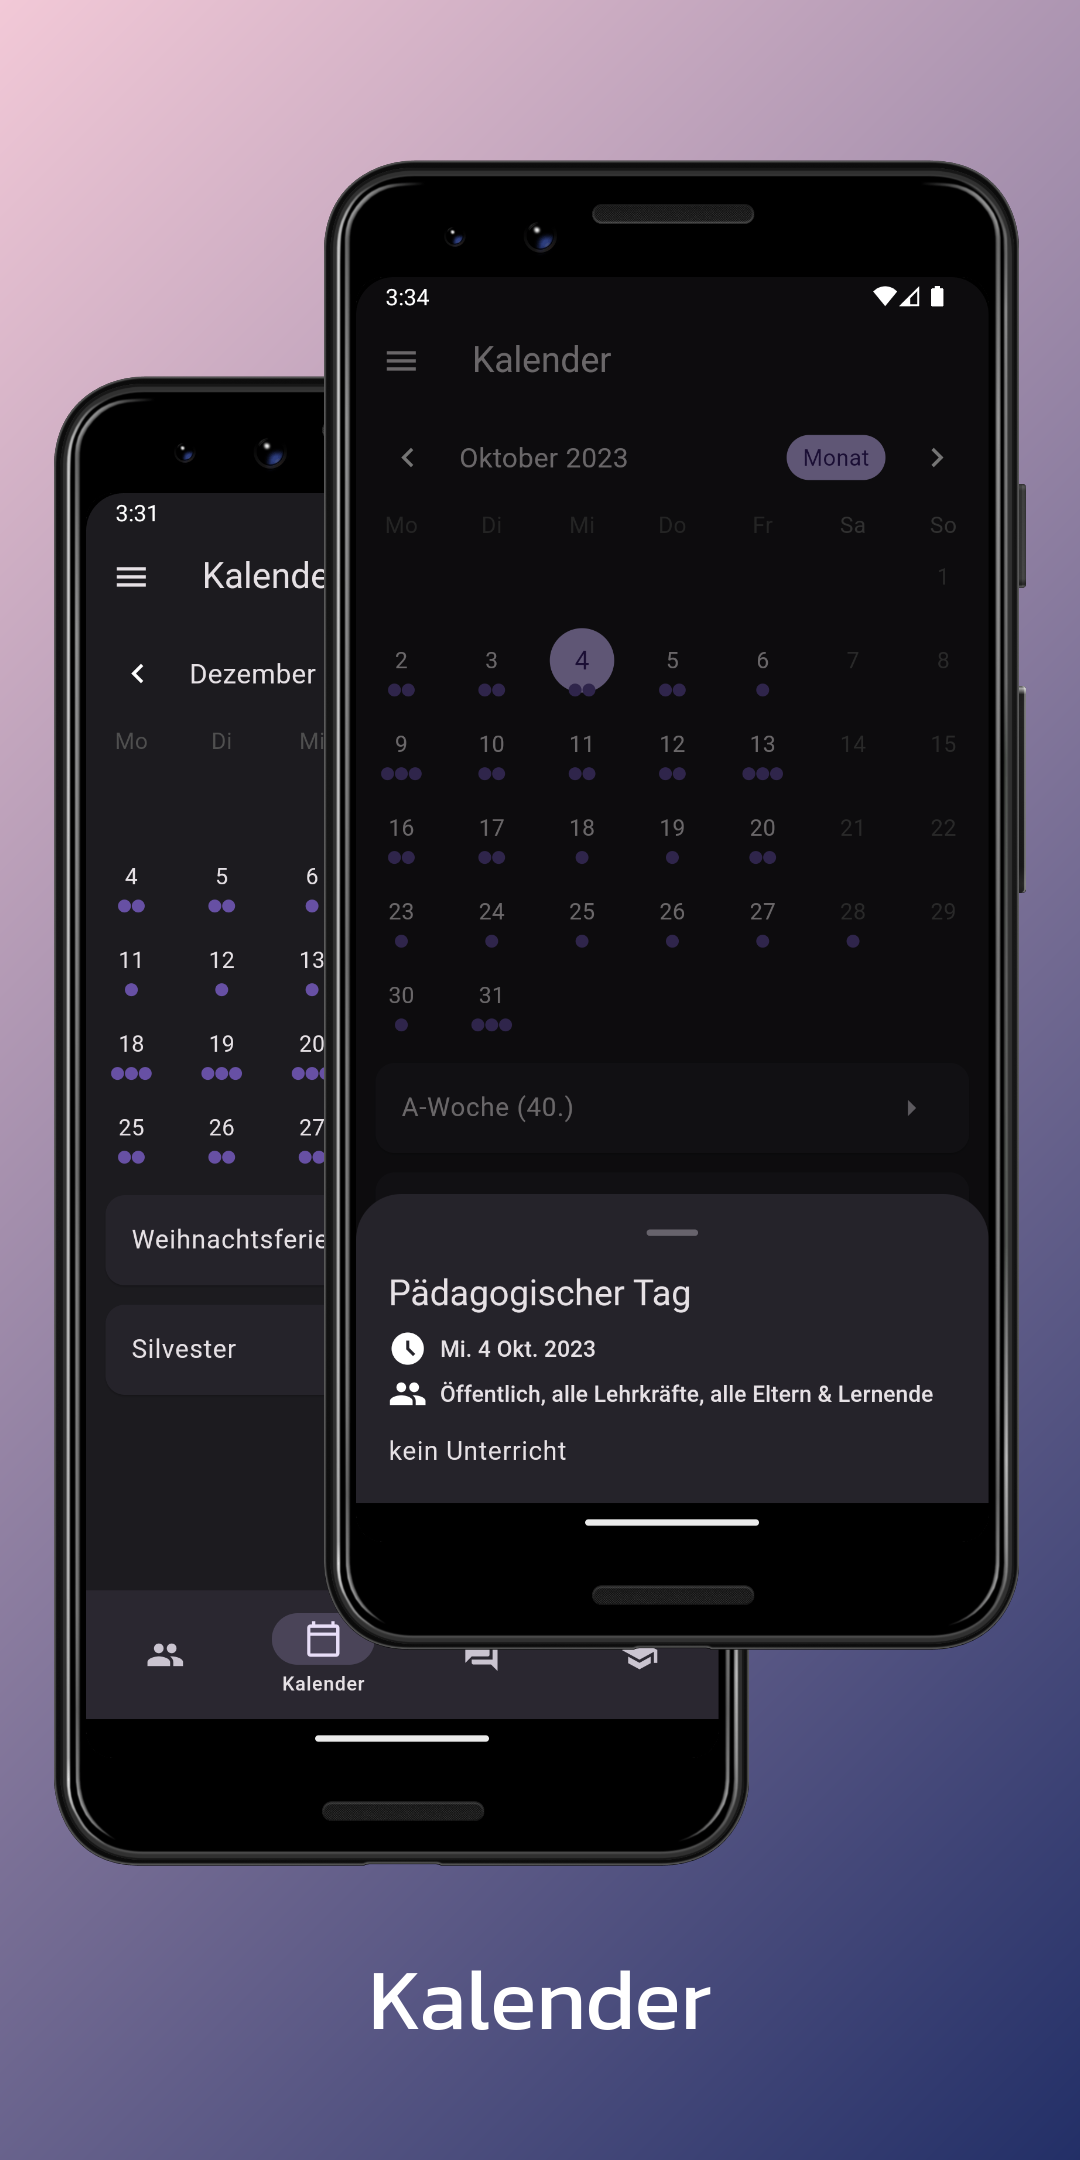 3:34
Kalender
Oktober 2023 Monat
Mo Di Mi Do Fr Sa So
1
2 3 4 5 6 7 8
9 10 11 12 13 14 15
16 17 18 19 20 21 22
23 24 25 26 27 28 29
30 31
A-Woche (40.)
Pädagogischer Tag
Mi. 4 Okt. 2023
Öffentlich, alle Lehrkräfte, alle Eltern & Lernende
kein Unterricht
3:31
Kalende
Dezember
Mo Di Mi
4 5 6
11 12 13
18 19 20
25 26 27
Weihnachtsferie
Silvester
Kalender
Kalender